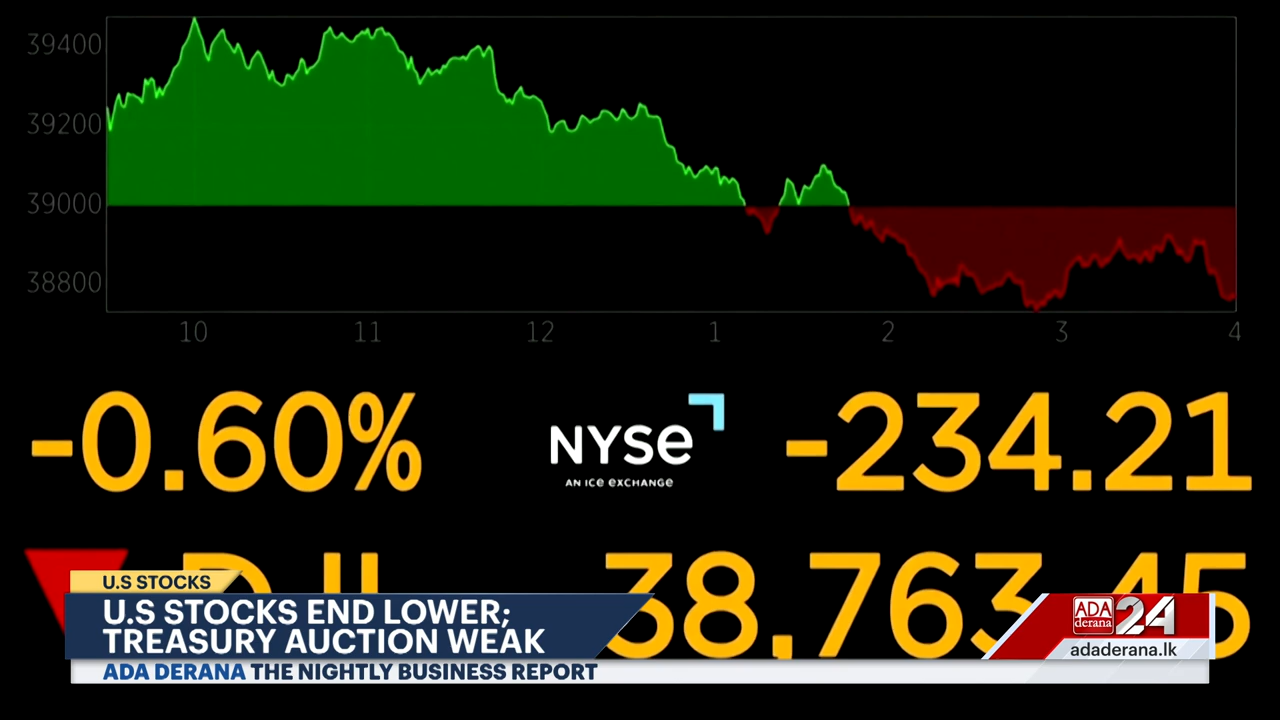 39400
39200
39000
38800
10 11 12 1 2 3 4
-0.60%
NYSe
AN ICE EXCHANGE
-234.21
38,763.45
U.S STOCKS
U.S STOCKS END LOWER;
TREASURY AUCTION WEAK
ADA DERANA THE NIGHTLY BUSINESS REPORT
ADA
derana
24
adaderana.lk